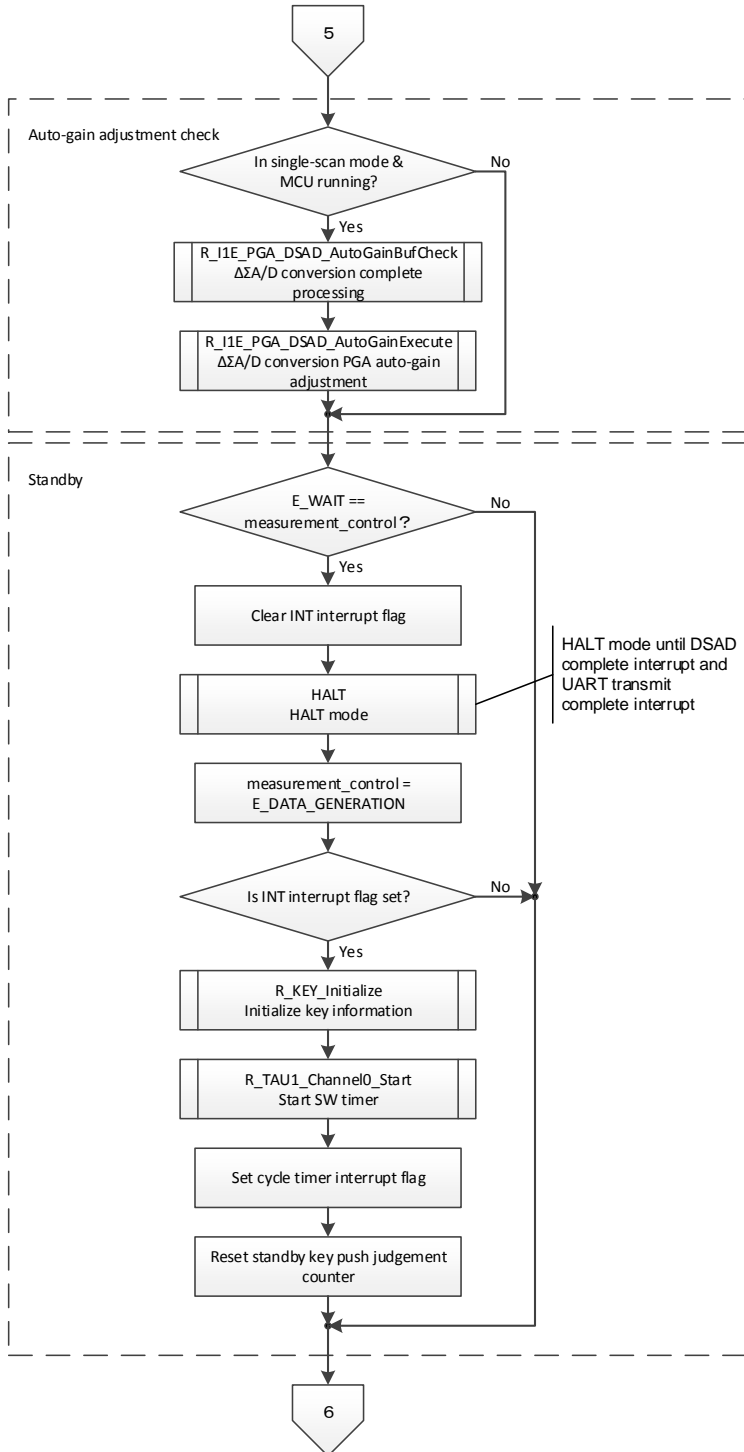 5
Auto-gain adjustment check
In single-scan mode &
MCU running?
No
Yes
R_I1E_PGA_DSAD_AutoGainBufCheck
ΔΣA/D conversion complete
processing
R_I1E_PGA_DSAD_AutoGainExecute
ΔΣA/D conversion PGA auto-gain
adjustment
Standby
E_WAIT ==
measurement_control？
No
Yes
Clear INT interrupt flag
HALT
HALT mode
HALT mode until DSAD
complete interrupt and
UART transmit
complete interrupt
measurement_control =
E_DATA_GENERATION
Is INT interrupt flag set?
No
Yes
R_KEY_Initialize
Initialize key information
R_TAU1_Channel0_Start
Start SW timer
Set cycle timer interrupt flag
Reset standby key push judgement
counter
6